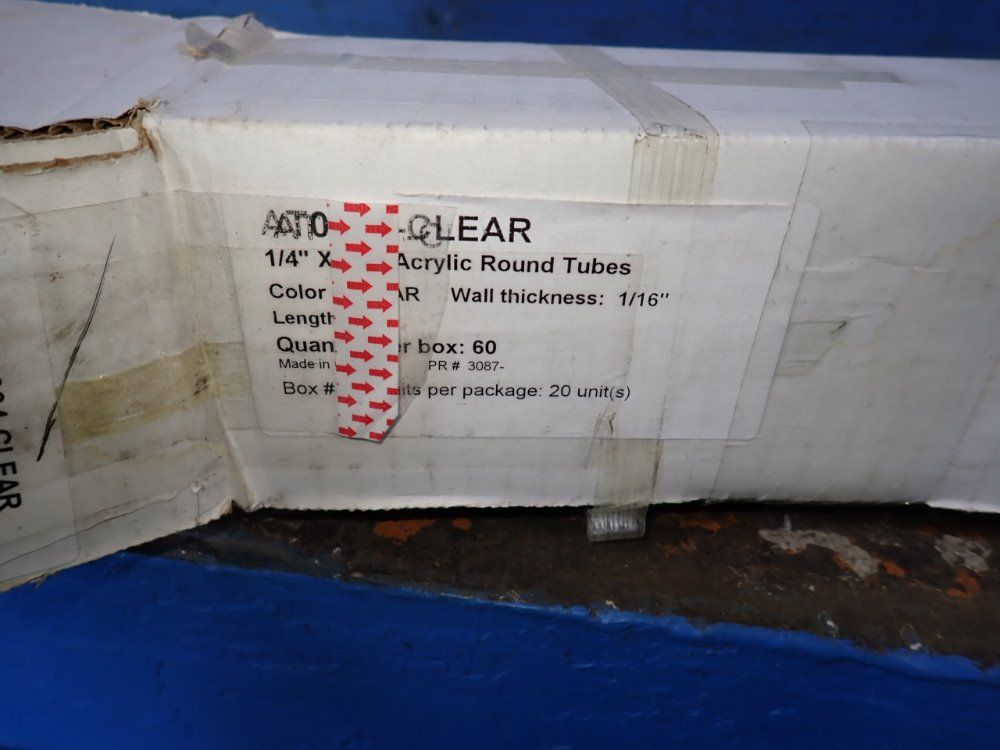 CLEAR
1/4" X Acrylic Round Tubes
Color AR Wall thickness: 1/16"
Length
Quan er box: 60
Made in PR # 3087-
Box # its per package: 20 unit(s)
CLEAR